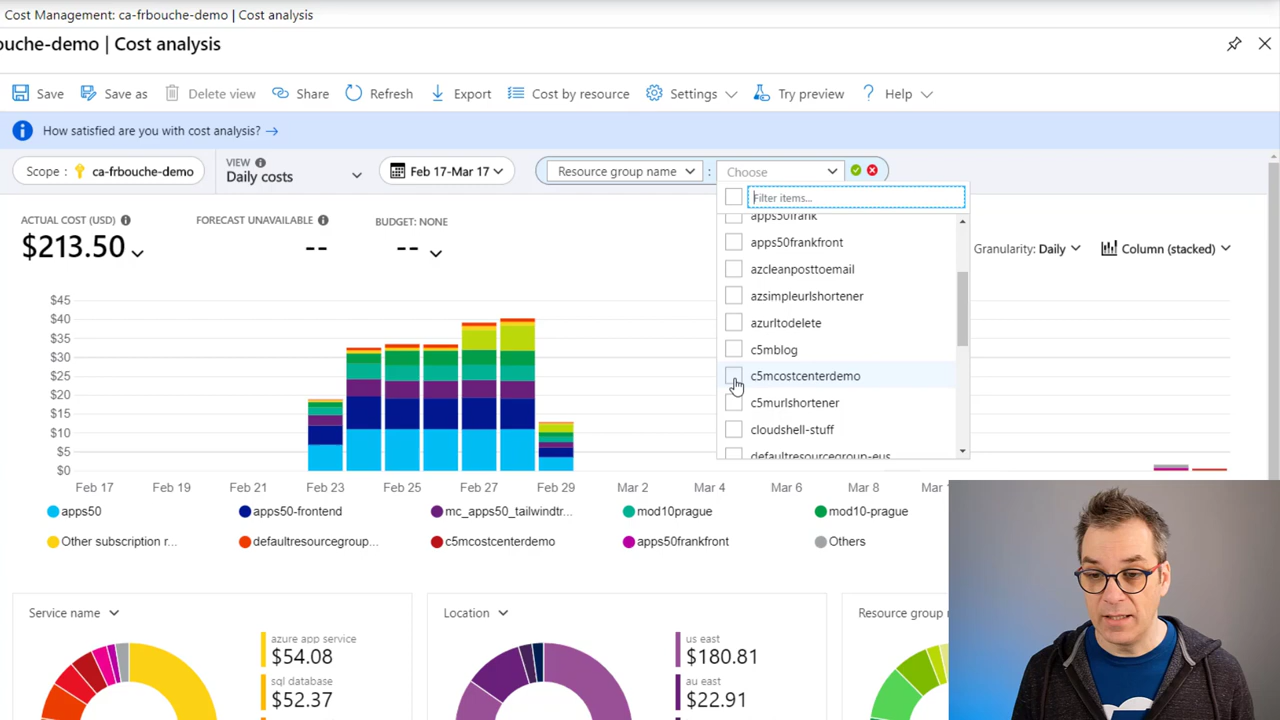 Cost Management: ca-frbouche-demo | Cost analysis
ouche-demo | Cost analysis
Save
Save as
Delete view
Share
Refresh
Export
Cost by resource
Settings
Try preview
? Help
How satisfied are you with cost analysis? →
Scope : ca-frbouche-demo
VIEW
Daily costs
Feb 17-Mar 17
Resource group name
:
Choose
Filter items...
apps50frank
apps50frankfront
azcleanposttoemail
azsimpleurlshortener
azurltodelete
c5mblog
c5mcostcenterdemo
c5murlshortener
cloudshell-stuff
defaultresourcegroup-eus
ACTUAL COST (USD)
$213.50
FORECAST UNAVAILABLE
--
BUDGET: NONE
--
Granularity: Daily
Column (stacked)
$45
$40
$35
$30
$25
$20
$15
$10
$5
$0
Feb 17
Feb 19
Feb 21
Feb 23
Feb 25
Feb 27
Feb 29
Mar 2
Mar 4
Mar 6
Mar 8
Mar 1
apps50
apps50-frontend
mc_apps50_tailwindtr...
mod10prague
mod10-prague
Other subscription r...
defaultresourcegroup...
c5mcostcenterdemo
apps50frankfront
Others
Service name
azure app service
$54.08
sql database
$52.37
Location
us east
$180.81
au east
$22.91
Resource group n